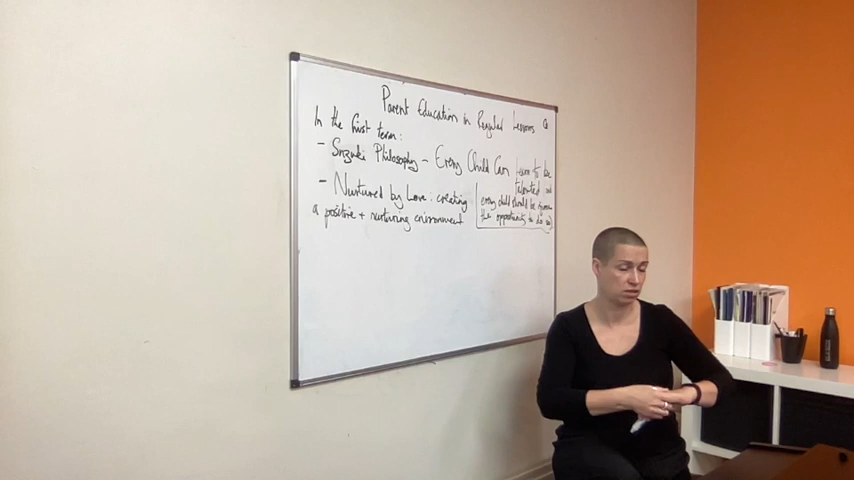 Parent Education in Regular Lessons
In the first term:
- Suzuki Philosophy - Every Child Can
learn to be
talented and
- Nurtured by Love: creating
a positive + nurturing environment
every child should be given
the opportunity to do so